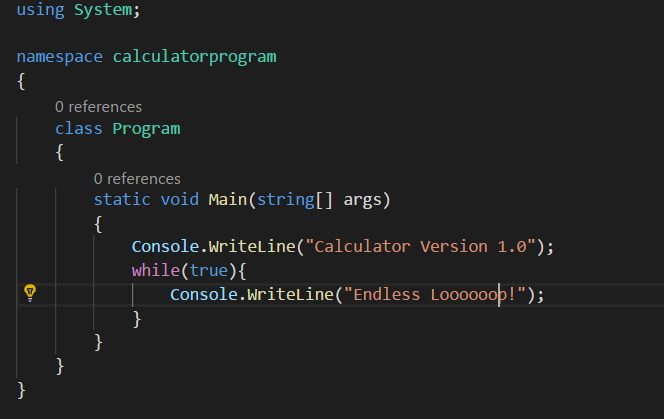 using System;
namespace calculatorprogram
{
0 references
class Program
{
0 references
static void Main(string[] args)
{
Console.WriteLine("Calculator Version 1.0");
while(true){
Console.WriteLine("Endless Loooooop!");
}
}
}
}